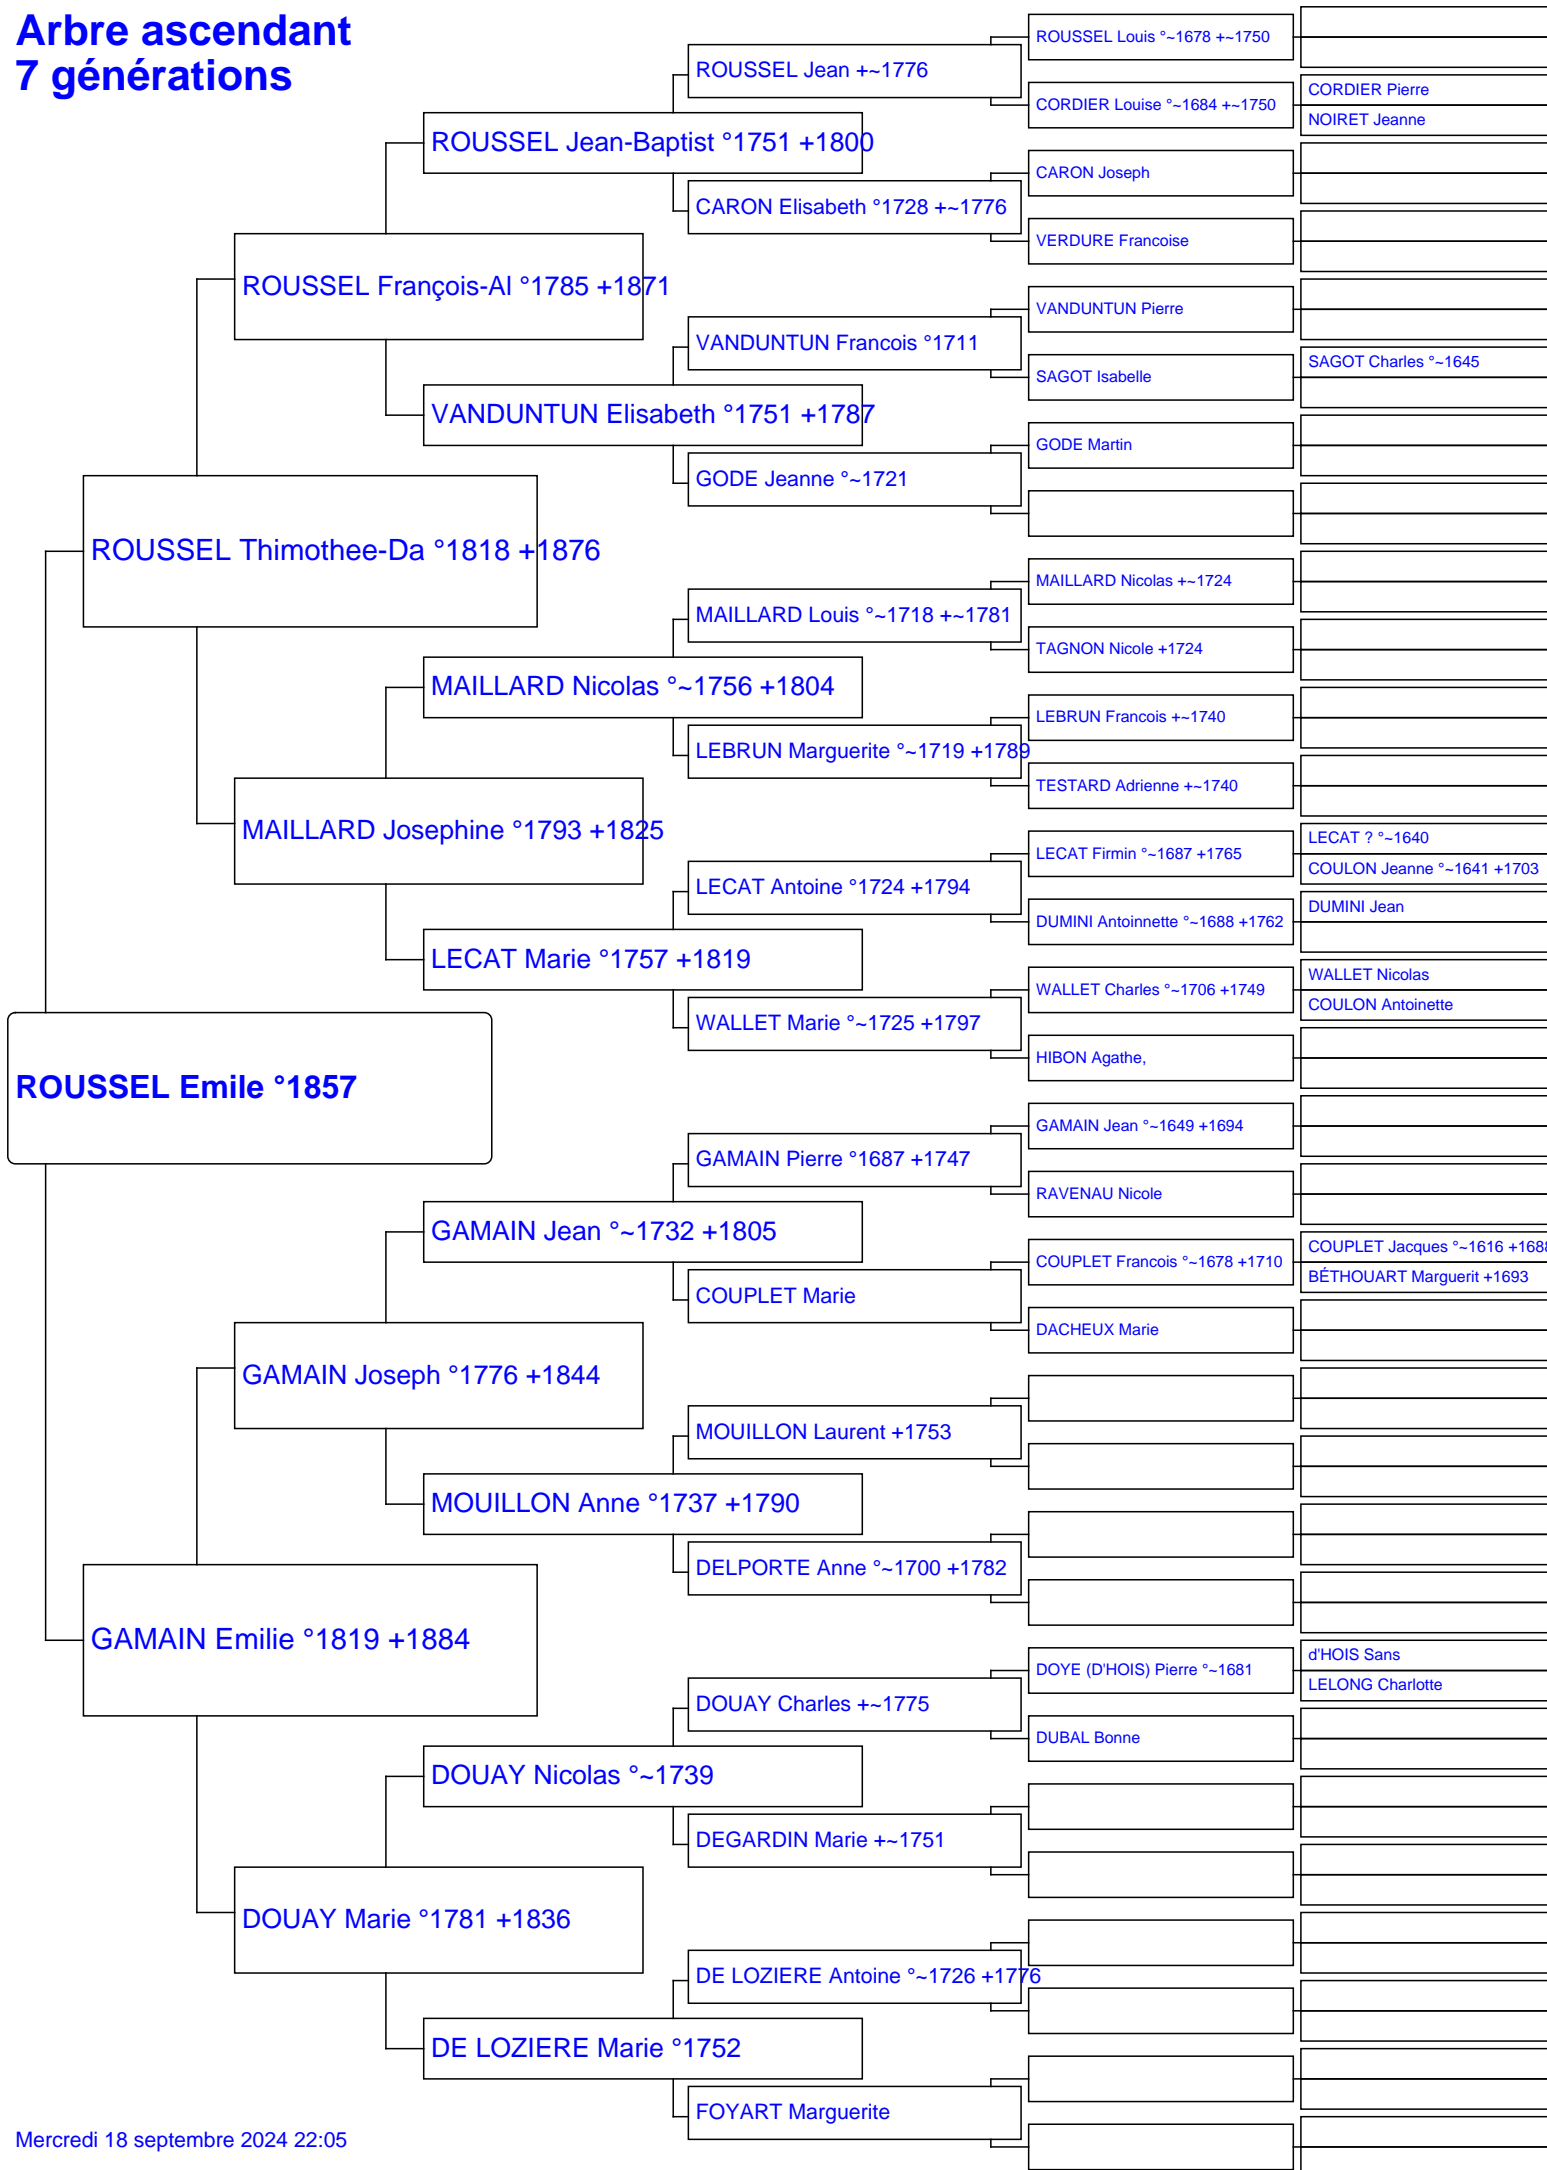 Arbre ascendant
7 générations
ROUSSEL Emile °1857
ROUSSEL Thimothee-Da °1818 +1876
GAMAIN Emilie °1819 +1884
ROUSSEL François-Al °1785 +1871
MAILLARD Josephine °1793 +1825
GAMAIN Joseph °1776 +1844
DOUAY Marie °1781 +1836
ROUSSEL Jean-Baptist °1751 +1800
VANDUNTUN Elisabeth °1751 +1787
MAILLARD Nicolas °~1756 +1804
LECAT Marie °1757 +1819
GAMAIN Jean °~1732 +1805
MOUILLON Anne °1737 +1790
DOUAY Nicolas °~1739
DE LOZIERE Marie °1752
ROUSSEL Jean +~1776
CARON Elisabeth °1728 +~1776
VANDUNTUN Francois °1711
GODE Jeanne °~1721
MAILLARD Louis °~1718 +~1781
LEBRUN Marguerite °~1719 +1789
LECAT Antoine °1724 +1794
WALLET Marie °~1725 +1797
GAMAIN Pierre °1687 +1747
COUPLET Marie
MOUILLON Laurent +1753
DELPORTE Anne °~1700 +1782
DOUAY Charles +~1775
DEGARDIN Marie +~1751
DE LOZIERE Antoine °~1726 +1776
FOYART Marguerite
ROUSSEL Louis °~1678 +~1750
CORDIER Louise °~1684 +~1750
CARON Joseph
VERDURE Francoise
VANDUNTUN Pierre
SAGOT Isabelle
GODE Martin
MAILLARD Nicolas +~1724
TAGNON Nicole +1724
LEBRUN Francois +~1740
TESTARD Adrienne +~1740
LECAT Firmin °~1687 +1765
DUMINI Antoinnette °~1688 +1762
WALLET Charles °~1706 +1749
HIBON Agathe,
GAMAIN Jean °~1649 +1694
RAVENAU Nicole
COUPLET Francois °~1678 +1710
DACHEUX Marie
DOYE (D'HOIS) Pierre °~1681
DUBAL Bonne
CORDIER Pierre
NOIRET Jeanne
SAGOT Charles °~1645
LECAT ? °~1640
COULON Jeanne °~1641 +1703
DUMINI Jean
WALLET Nicolas
COULON Antoinette
COUPLET Jacques °~1616 +1688
BÉTHOUART Marguerit +1693
d'HOIS Sans
LELONG Charlotte
Mercredi 18 septembre 2024 22:05